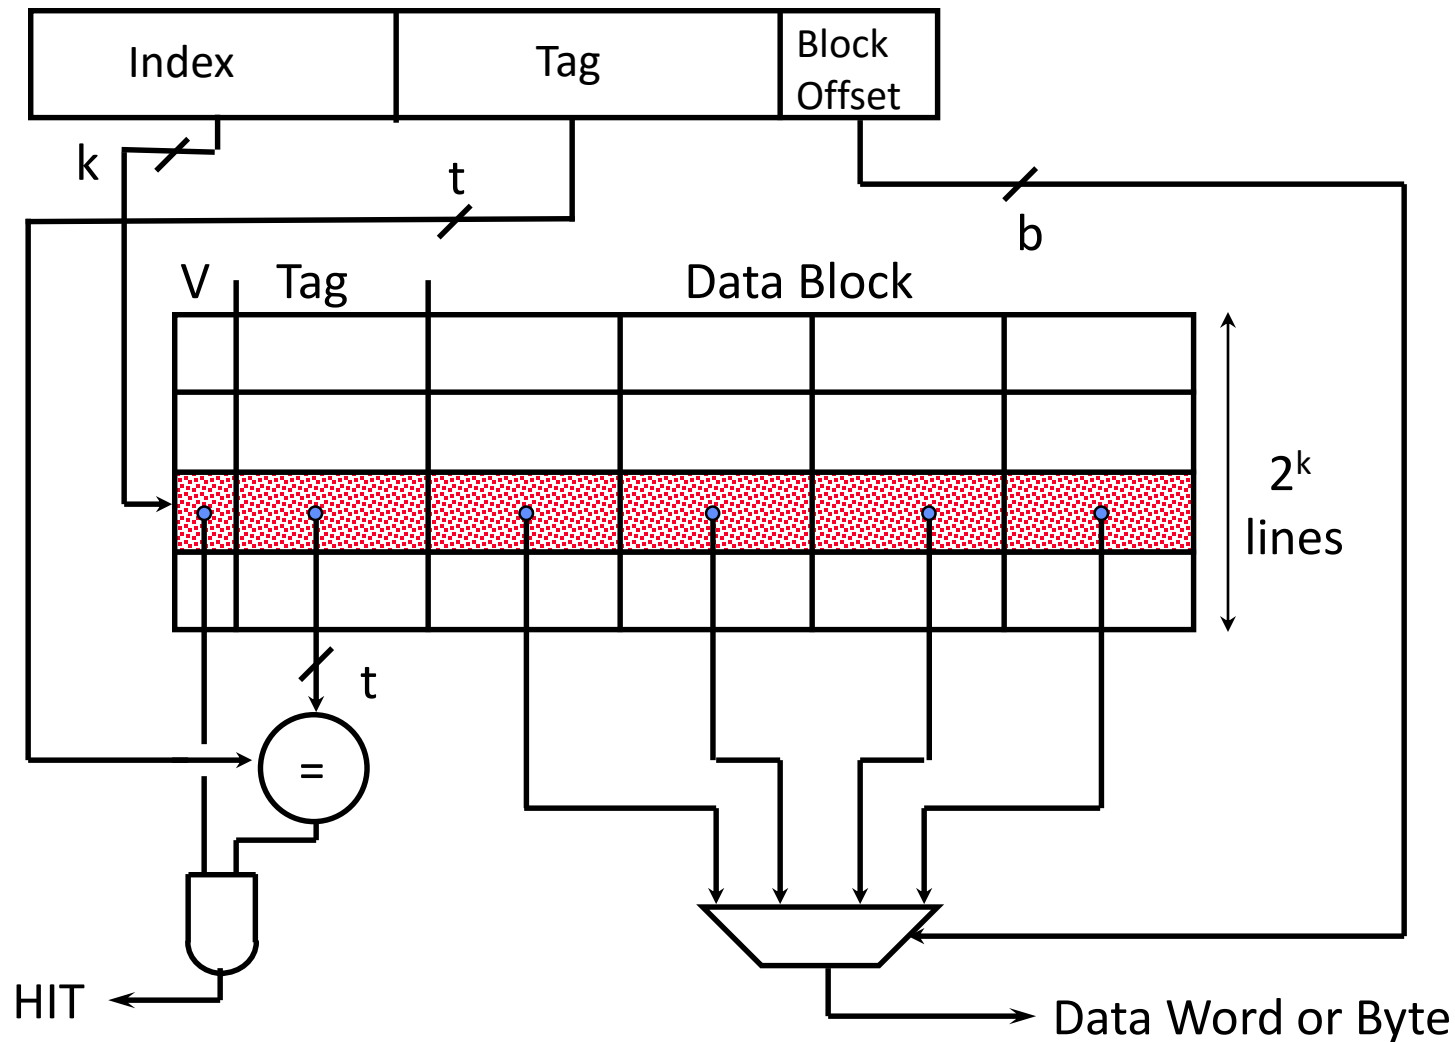 Index
Tag
Block
Offset
k
t
b
V
Tag
Data Block
2ᵏ
lines
t
=
HIT
Data Word or Byte